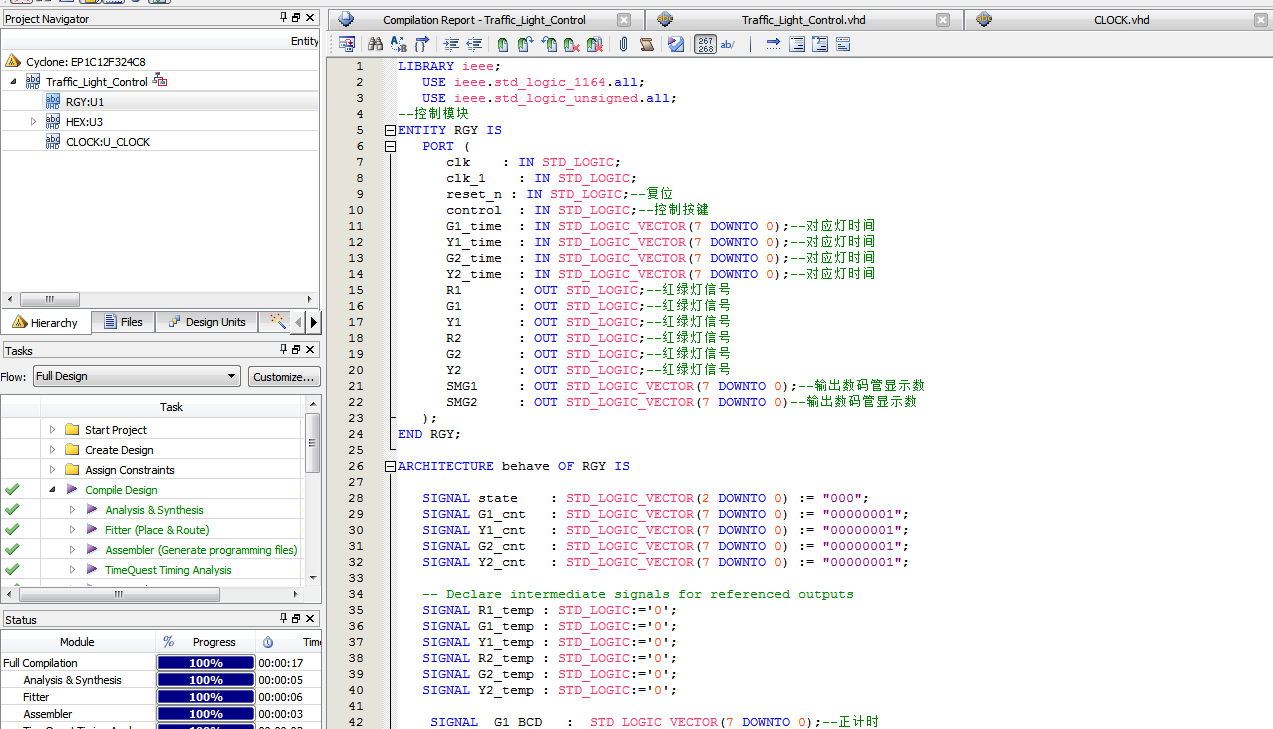 Project Navigator
Entity
Cyclone: EP1C12F324C8
Traffic_Light_Control
RGY:U1
HEX:U3
CLOCK:U_CLOCK
Hierarchy
Files
Design Units
Tasks
Flow:
Full Design
Customize...
Task
Start Project
Create Design
Assign Constraints
Compile Design
Analysis & Synthesis
Fitter (Place & Route)
Assembler (Generate programming files)
TimeQuest Timing Analysis
Status
Module % Progress Time
Full Compilation 100% 00:00:17
Analysis & Synthesis 100% 00:00:05
Fitter 100% 00:00:06
Assembler 100% 00:00:03
Compilation Report - Traffic_Light_Control
Traffic_Light_Control.vhd
CLOCK.vhd
267
268
ab/
1 LIBRARY ieee;
2 USE ieee.std_logic_1164.all;
3 USE ieee.std_logic_unsigned.all;
4 --控制模块
5 ENTITY RGY IS
6 PORT (
7 clk : IN STD_LOGIC;
8 clk_1 : IN STD_LOGIC;
9 reset_n : IN STD_LOGIC;--复位
10 control : IN STD_LOGIC;--控制按键
11 G1_time : IN STD_LOGIC_VECTOR(7 DOWNTO 0);--对应灯时间
12 Y1_time : IN STD_LOGIC_VECTOR(7 DOWNTO 0);--对应灯时间
13 G2_time : IN STD_LOGIC_VECTOR(7 DOWNTO 0);--对应灯时间
14 Y2_time : IN STD_LOGIC_VECTOR(7 DOWNTO 0);--对应灯时间
15 R1 : OUT STD_LOGIC;--红绿灯信号
16 G1 : OUT STD_LOGIC;--红绿灯信号
17 Y1 : OUT STD_LOGIC;--红绿灯信号
18 R2 : OUT STD_LOGIC;--红绿灯信号
19 G2 : OUT STD_LOGIC;--红绿灯信号
20 Y2 : OUT STD_LOGIC;--红绿灯信号
21 SMG1 : OUT STD_LOGIC_VECTOR(7 DOWNTO 0);--输出数码管显示数
22 SMG2 : OUT STD_LOGIC_VECTOR(7 DOWNTO 0)--输出数码管显示数
23 );
24 END RGY;
25
26 ARCHITECTURE behave OF RGY IS
27
28 SIGNAL state : STD_LOGIC_VECTOR(2 DOWNTO 0) := "000";
29 SIGNAL G1_cnt : STD_LOGIC_VECTOR(7 DOWNTO 0) := "00000001";
30 SIGNAL Y1_cnt : STD_LOGIC_VECTOR(7 DOWNTO 0) := "00000001";
31 SIGNAL G2_cnt : STD_LOGIC_VECTOR(7 DOWNTO 0) := "00000001";
32 SIGNAL Y2_cnt : STD_LOGIC_VECTOR(7 DOWNTO 0) := "00000001";
33
34 -- Declare intermediate signals for referenced outputs
35 SIGNAL R1_temp : STD_LOGIC:='0';
36 SIGNAL G1_temp : STD_LOGIC:='0';
37 SIGNAL Y1_temp : STD_LOGIC:='0';
38 SIGNAL R2_temp : STD_LOGIC:='0';
39 SIGNAL G2_temp : STD_LOGIC:='0';
40 SIGNAL Y2_temp : STD_LOGIC:='0';
41
42 SIGNAL G1_BCD : STD_LOGIC_VECTOR(7 DOWNTO 0);--正计时